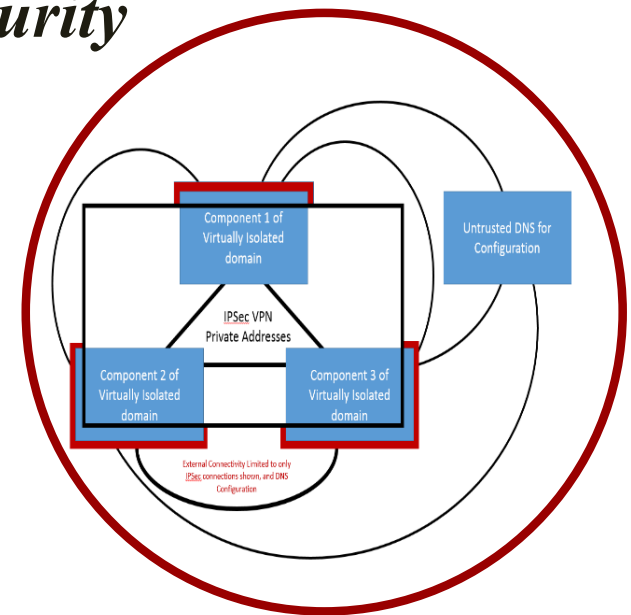 urity
Component 1 of
Virtually Isolated
domain
Untrusted DNS for
Configuration
IPSec VPN
Private Addresses
Component 2 of
Virtually Isolated
domain
Component 3 of
Virtually Isolated
domain
External Connectivity Limited to only
IPSec connections shown, and DNS
Configuration